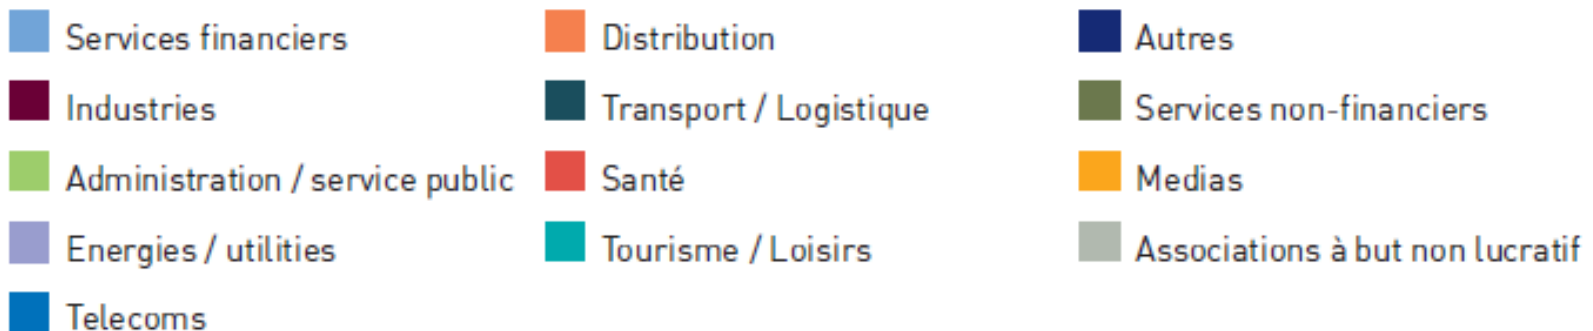 Services financiers
Distribution
Autres
Industries
Transport / Logistique
Services non-financiers
Administration / service public
Santé
Medias
Energies / utilities
Tourisme / Loisirs
Associations à but non lucratif
Telecoms